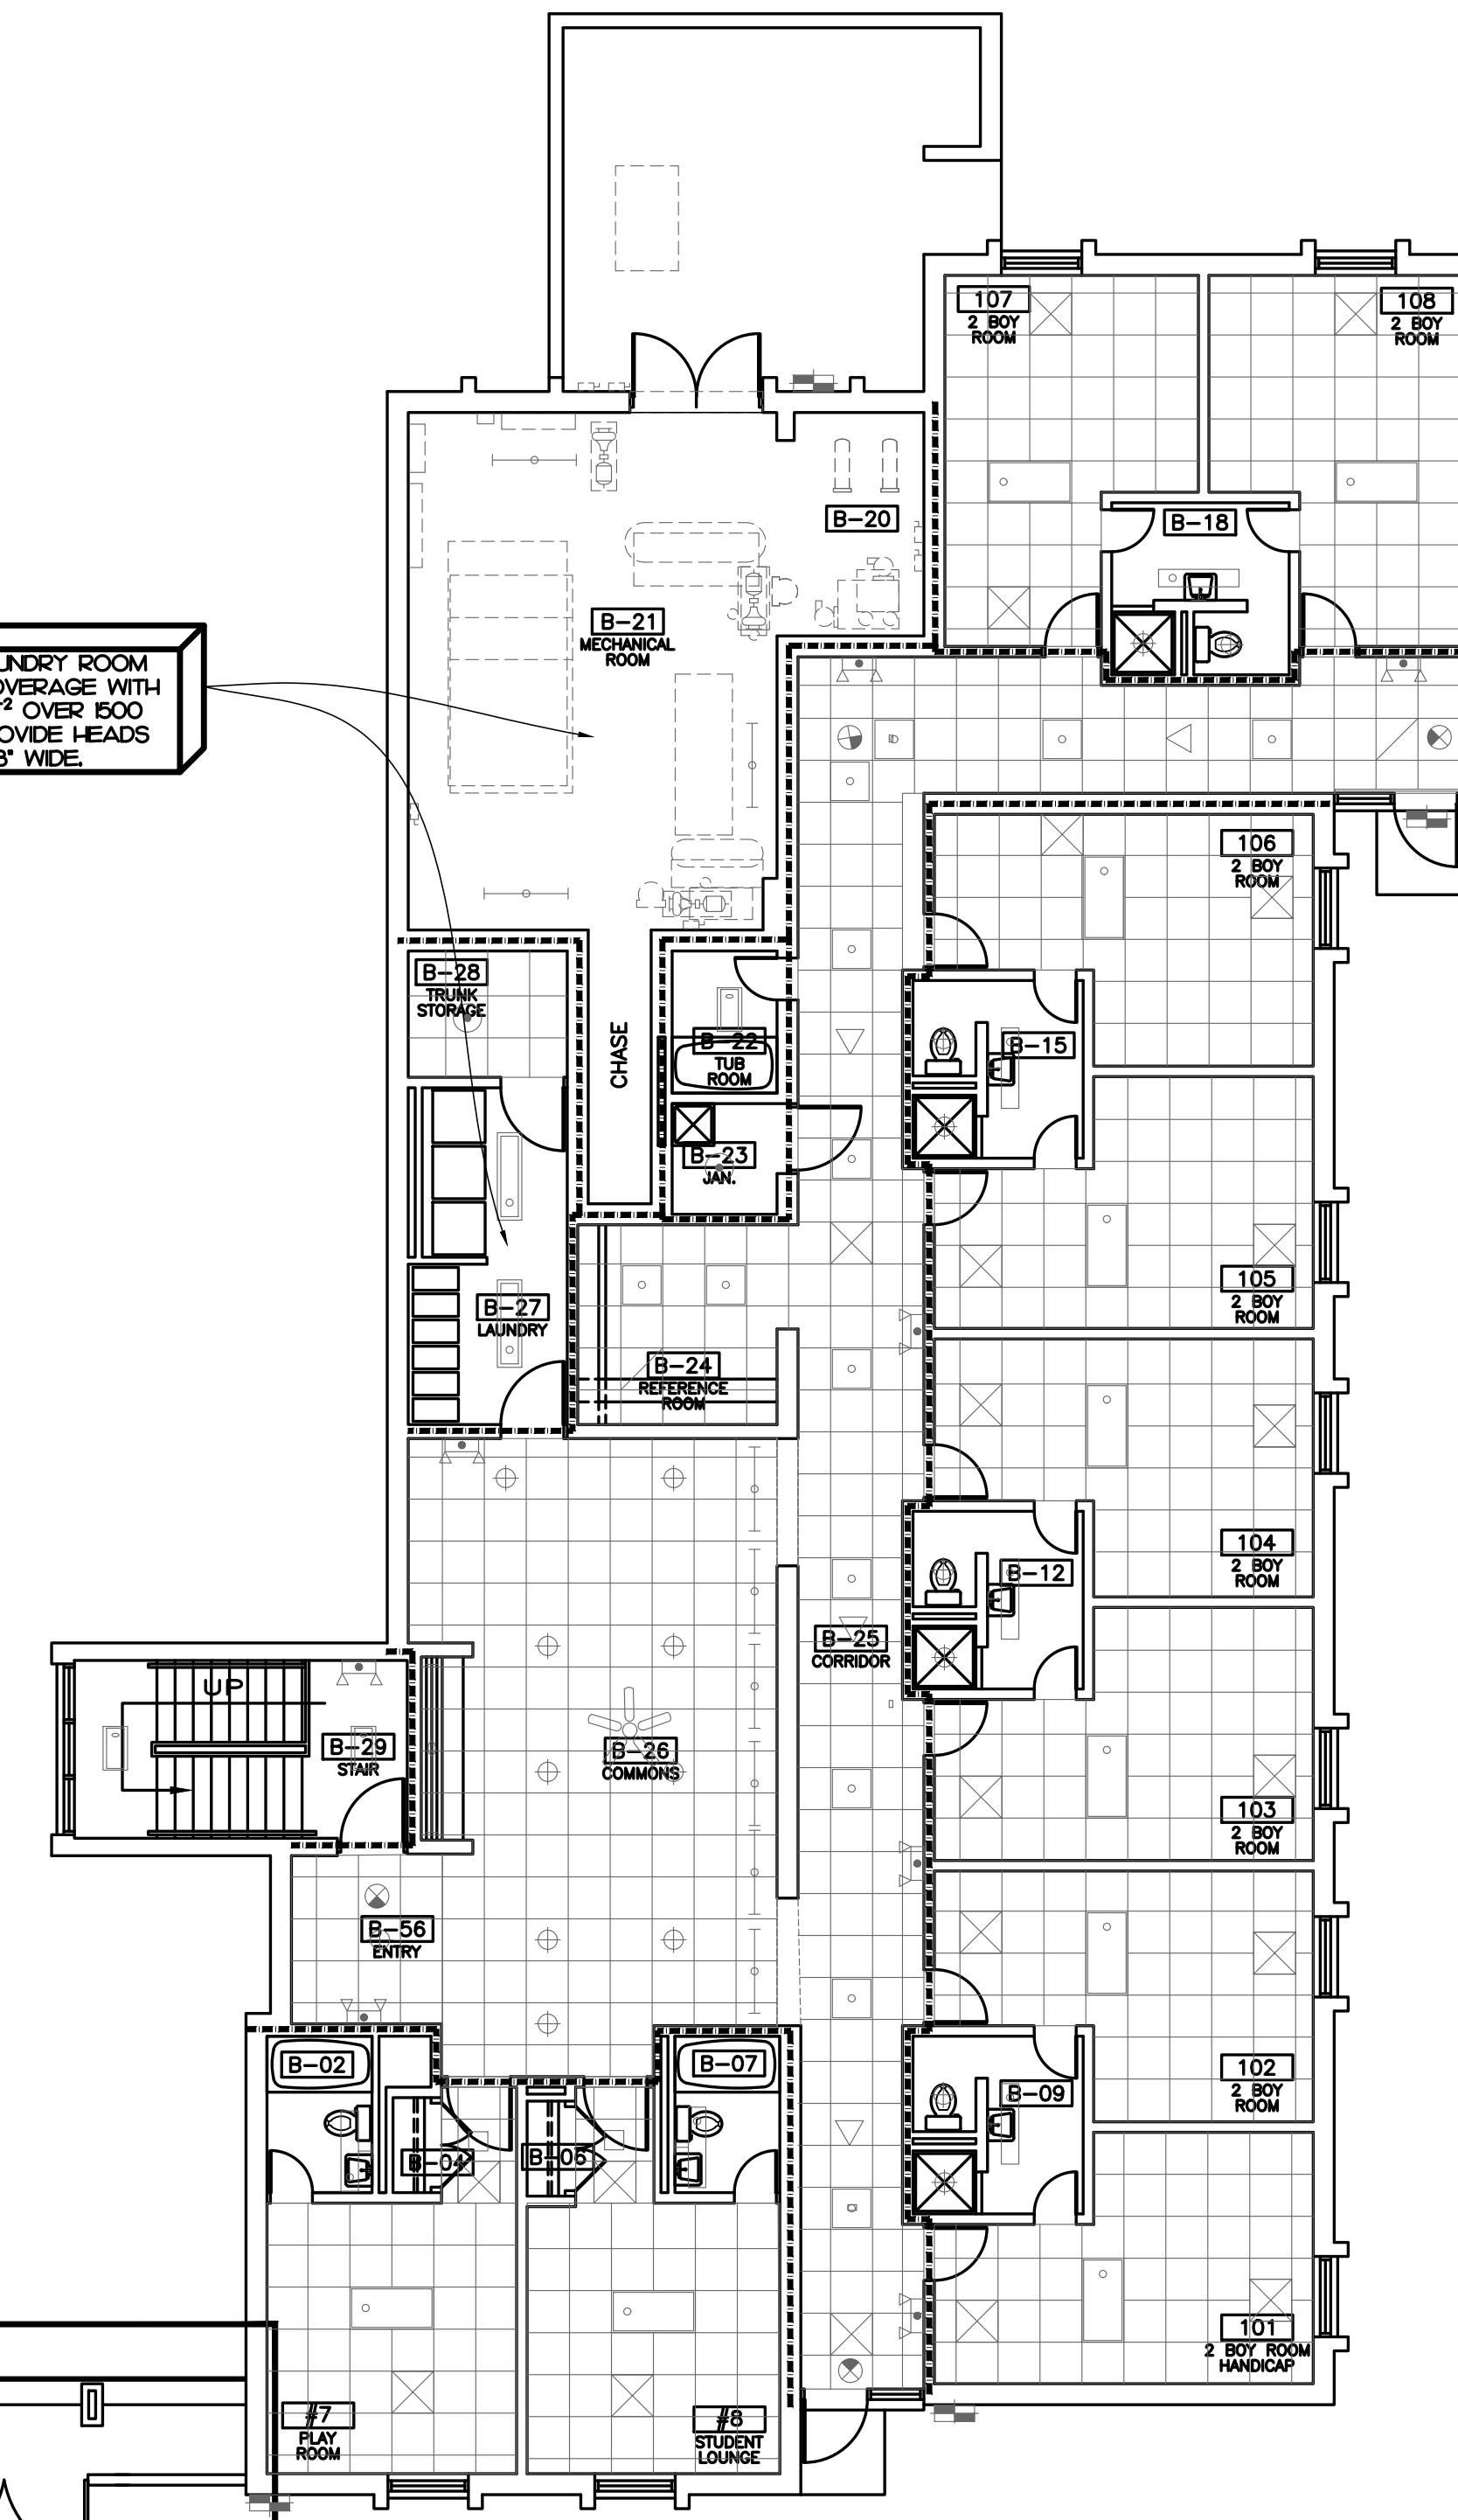 107
2 BOY
ROOM
108
2 BOY
ROOM
B-20
B-18
B-21
MECHANICAL
ROOM
ROOM
COVERAGE WITH
OVER 1500
HEADS
WIDE.
106
2 BOY
ROOM
B-28
TRUNK
STORAGE
CHASE
B-22
TUB
ROOM
B-15
B-23
JAN.
105
2 BOY
ROOM
B-27
LAUNDRY
B-24
REFERENCE
ROOM
104
2 BOY
ROOM
B-12
B-25
CORRIDOR
UP
B-29
STAIR
B-26
COMMONS
103
2 BOY
ROOM
B-56
ENTRY
B-02
B-07
102
2 BOY
ROOM
B-09
B-04
B-06
101
2 BOY ROOM
HANDICAP
#7
PLAY
ROOM
#8
STUDENT
LOUNGE